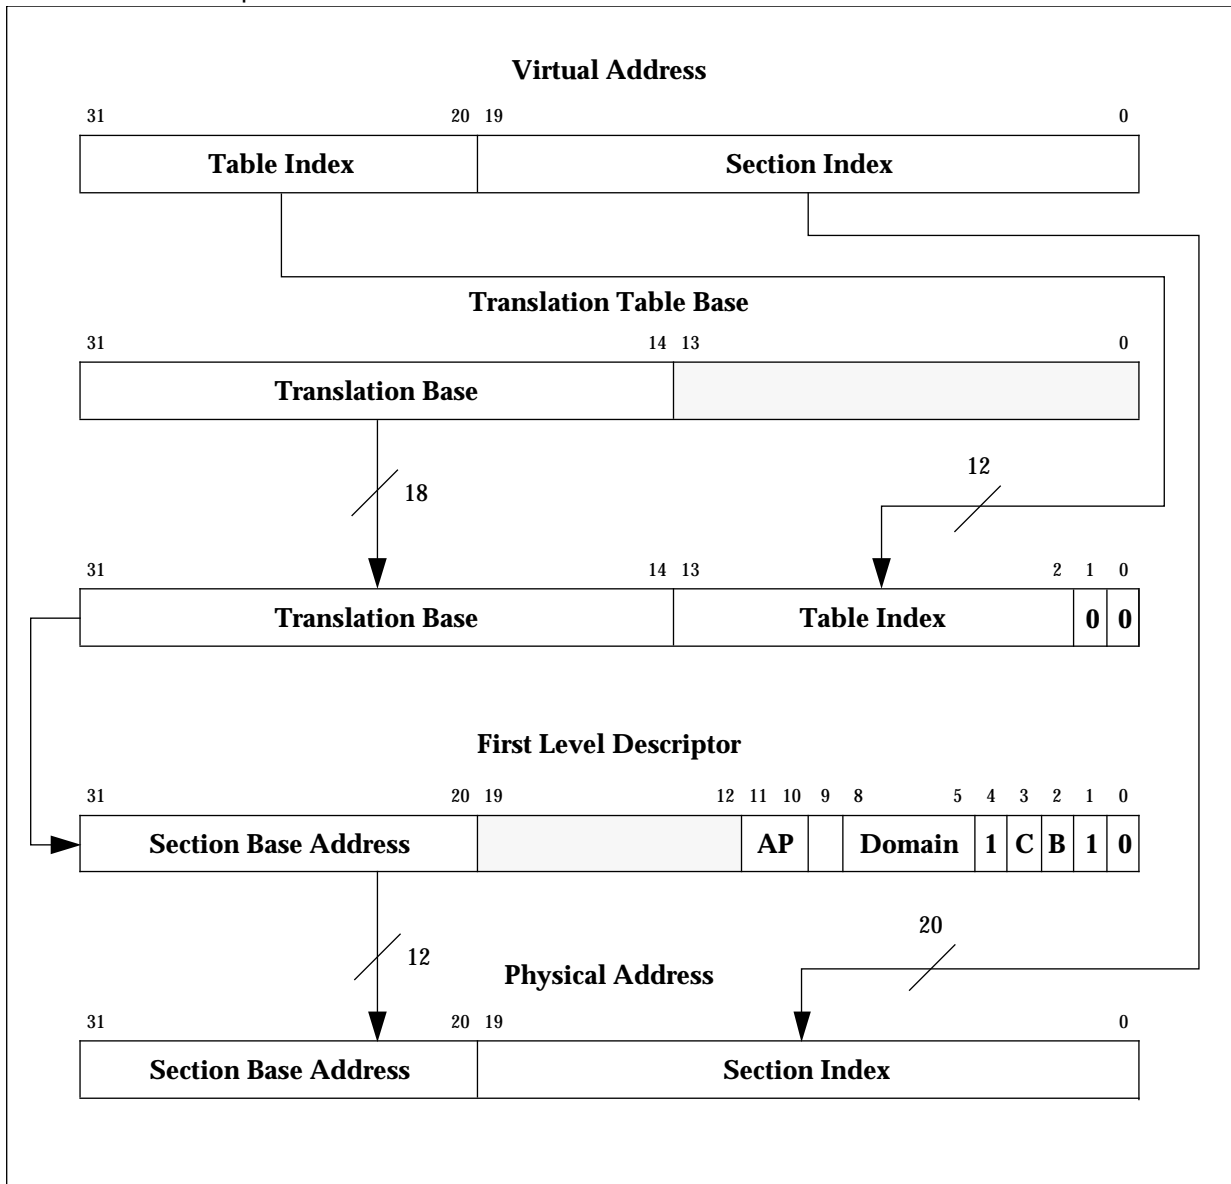 Virtual Address
31 20 19 0
Table Index Section Index
Translation Table Base
31 14 13 0
Translation Base
12
18
31 14 13 2 1 0
Translation Base Table Index 0 0
First Level Descriptor
31 20 19 12 11 10 9 8 5 4 3 2 1 0
Section Base Address AP Domain 1 C B 1 0
20
12
Physical Address
31 20 19 0
Section Base Address Section Index